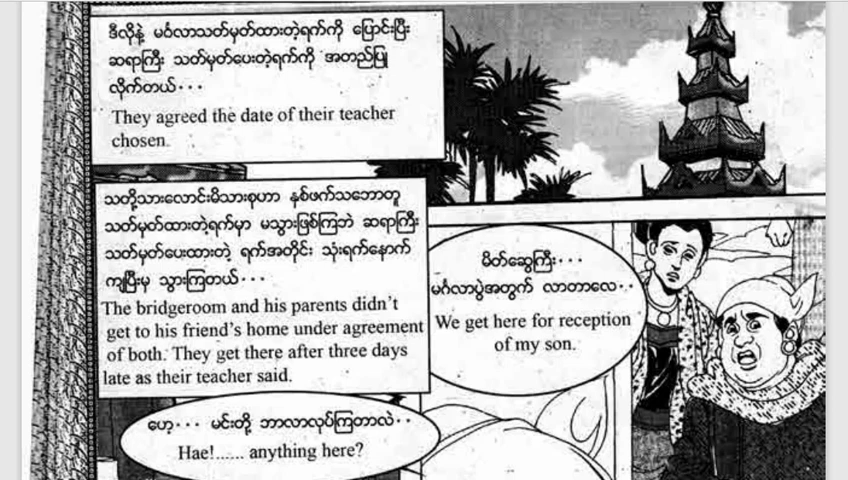 ဒီလိုနဲ့ မင်္ဂလာသတ်မှတ်ထားတဲ့ရက်ကို ပြောင်းပြီး
ဆရာကြီး သတ်မှတ်ပေးတဲ့ရက်ကို အတည်ပြု
လိုက်တယ်...
They agreed the date of their teacher
chosen.
သတို့သားလောင်းမိသားစုဟာ နှစ်ဖက်သဘောတူ
သတ်မှတ်ထားတဲ့ရက်မှာ မသွားဖြစ်ကြဘဲ ဆရာကြီး
သတ်မှတ်ပေးထားတဲ့ ရက်အတိုင်း သုံးရက်နောက်
ကျပြီးမှ သွားကြတယ်...
The bridgeroom and his parents didn't
get to his friend's home under agreement
of both. They get there after three days
late as their teacher said.
မိတ်ဆွေကြီး...
မင်္ဂလာပွဲအတွက် လာတာလေ..
We get here for reception
of my son.
ဟေ့... မင်းတို့ ဘာလာလုပ်ကြတာလဲ..
Hae!...... anything here?